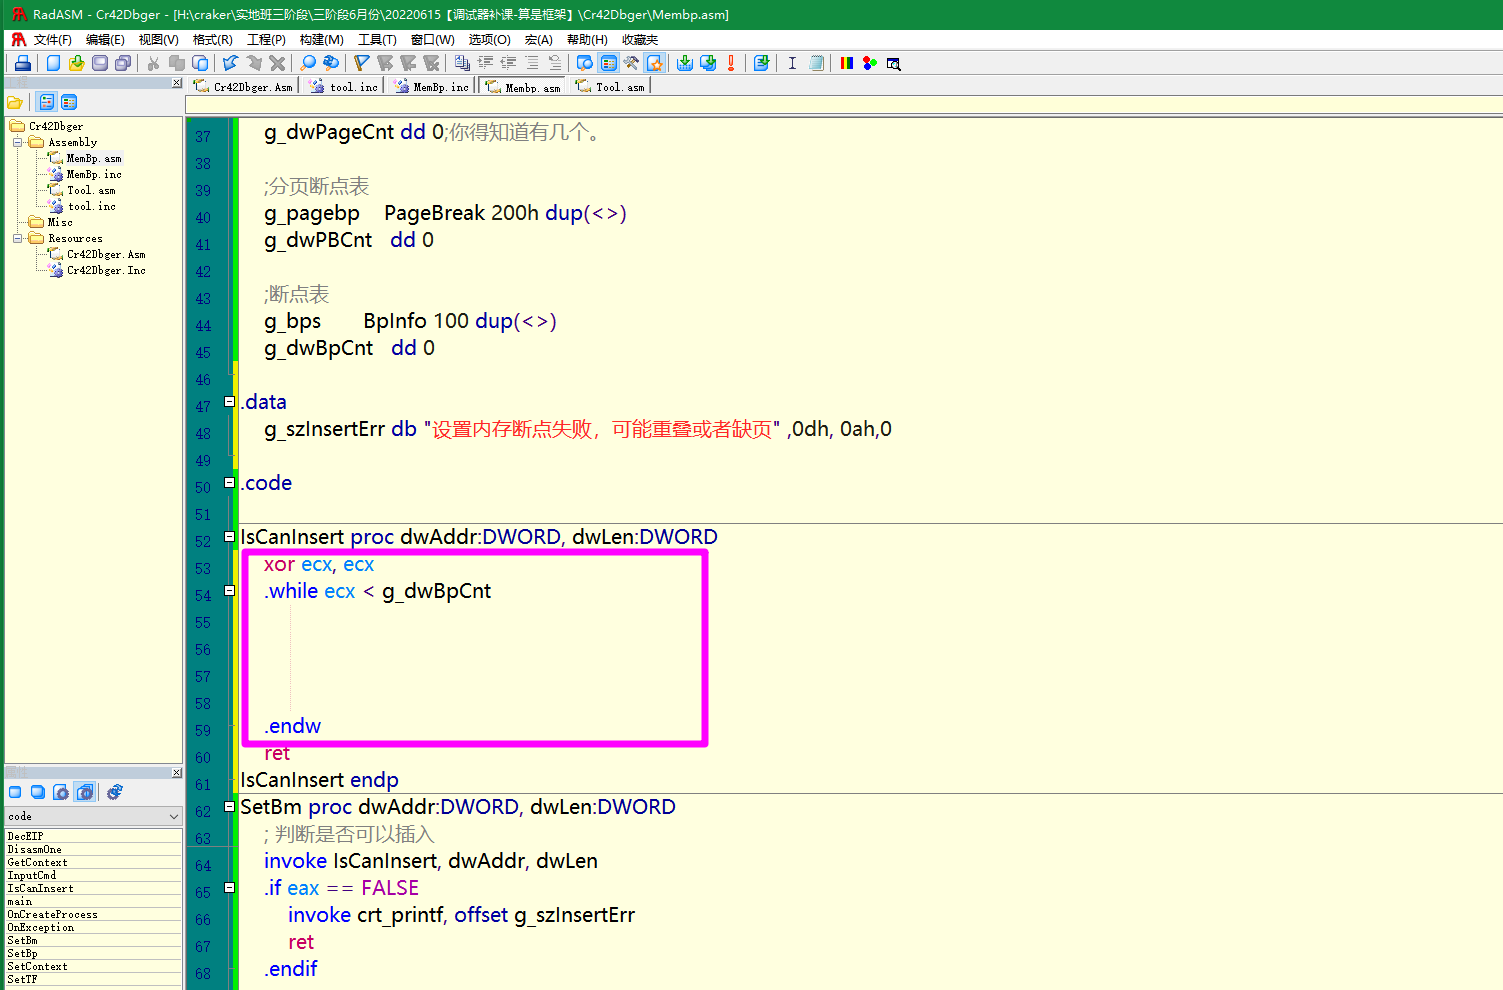 RadASM - Cr42Dbger - [H:\craker\实地班三阶段\三阶段6月份\20220615【调试器补课-算是框架】\Cr42Dbger\Membp.asm]
文件(F) 编辑(E) 视图(V) 格式(R) 工程(P) 构建(M) 工具(T) 窗口(W) 选项(O) 宏(A) 帮助(H) 收藏夹
Cr42Dbger.Asm tool.inc MemBp.inc Membp.asm Tool.asm
Cr42Dbger
Assembly
MemBp.asm
MemBp.inc
Tool.asm
tool.inc
Misc
Resources
Cr42Dbger.Asm
Cr42Dbger.Inc
code
DecEIP
DisasmOne
GetContext
InputCmd
IsCanInsert
main
OnCreateProcess
OnException
SetBm
SetBp
SetContext
SetTF
37 g_dwPageCnt dd 0;你得知道有几个。
38
39 ;分页断点表
40 g_pagebp PageBreak 200h dup(<>)
41 g_dwPBCnt dd 0
42
43 ;断点表
44 g_bps BpInfo 100 dup(<>)
45 g_dwBpCnt dd 0
46
47 .data
48 g_szInsertErr db "设置内存断点失败，可能重叠或者缺页" ,0dh, 0ah,0
49
50 .code
51
52 IsCanInsert proc dwAddr:DWORD, dwLen:DWORD
53 xor ecx, ecx
54 .while ecx < g_dwBpCnt
55
56
57
58
59 .endw
60 ret
61 IsCanInsert endp
62 SetBm proc dwAddr:DWORD, dwLen:DWORD
63 ; 判断是否可以插入
64 invoke IsCanInsert, dwAddr, dwLen
65 .if eax == FALSE
66 invoke crt_printf, offset g_szInsertErr
67 ret
68 .endif